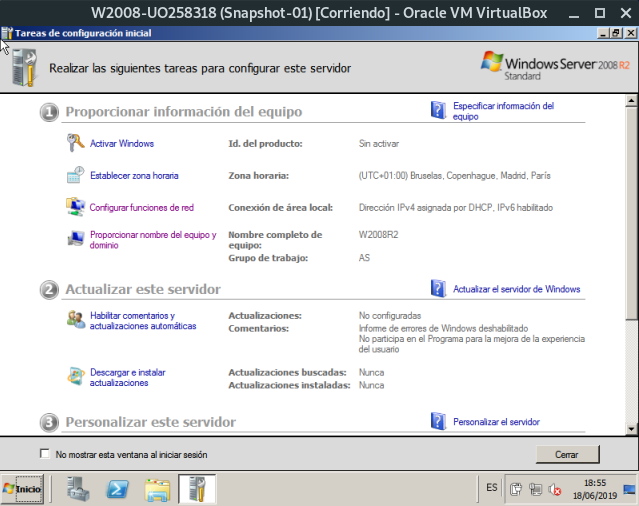 W2008-UO258318 (Snapshot-01) [Corriendo] - Oracle VM VirtualBox
Tareas de configuración inicial
Realizar las siguientes tareas para configurar este servidor
Windows Server 2008 R2
Standard
1 Proporcionar información del equipo
Especificar información del
equipo
Activar Windows Id. del producto: Sin activar
Establecer zona horaria Zona horaria: (UTC+01:00) Bruselas, Copenhague, Madrid, París
Configurar funciones de red Conexión de área local: Dirección IPv4 asignada por DHCP, IPv6 habilitado
Proporcionar nombre del equipo y
dominio
Nombre completo de
equipo:
W2008R2
Grupo de trabajo: AS
2 Actualizar este servidor
Actualizar el servidor de Windows
Habilitar comentarios y
actualizaciones automáticas
Actualizaciones: No configuradas
Comentarios: Informe de errores de Windows deshabilitado
No participa en el Programa para la mejora de la experiencia
del usuario
Descargar e instalar
actualizaciones
Actualizaciones buscadas: Nunca
Actualizaciones instaladas: Nunca
3 Personalizar este servidor
Personalizar el servidor
No mostrar esta ventana al iniciar sesión
Cerrar
Inicio
ES
18:55
18/06/2019